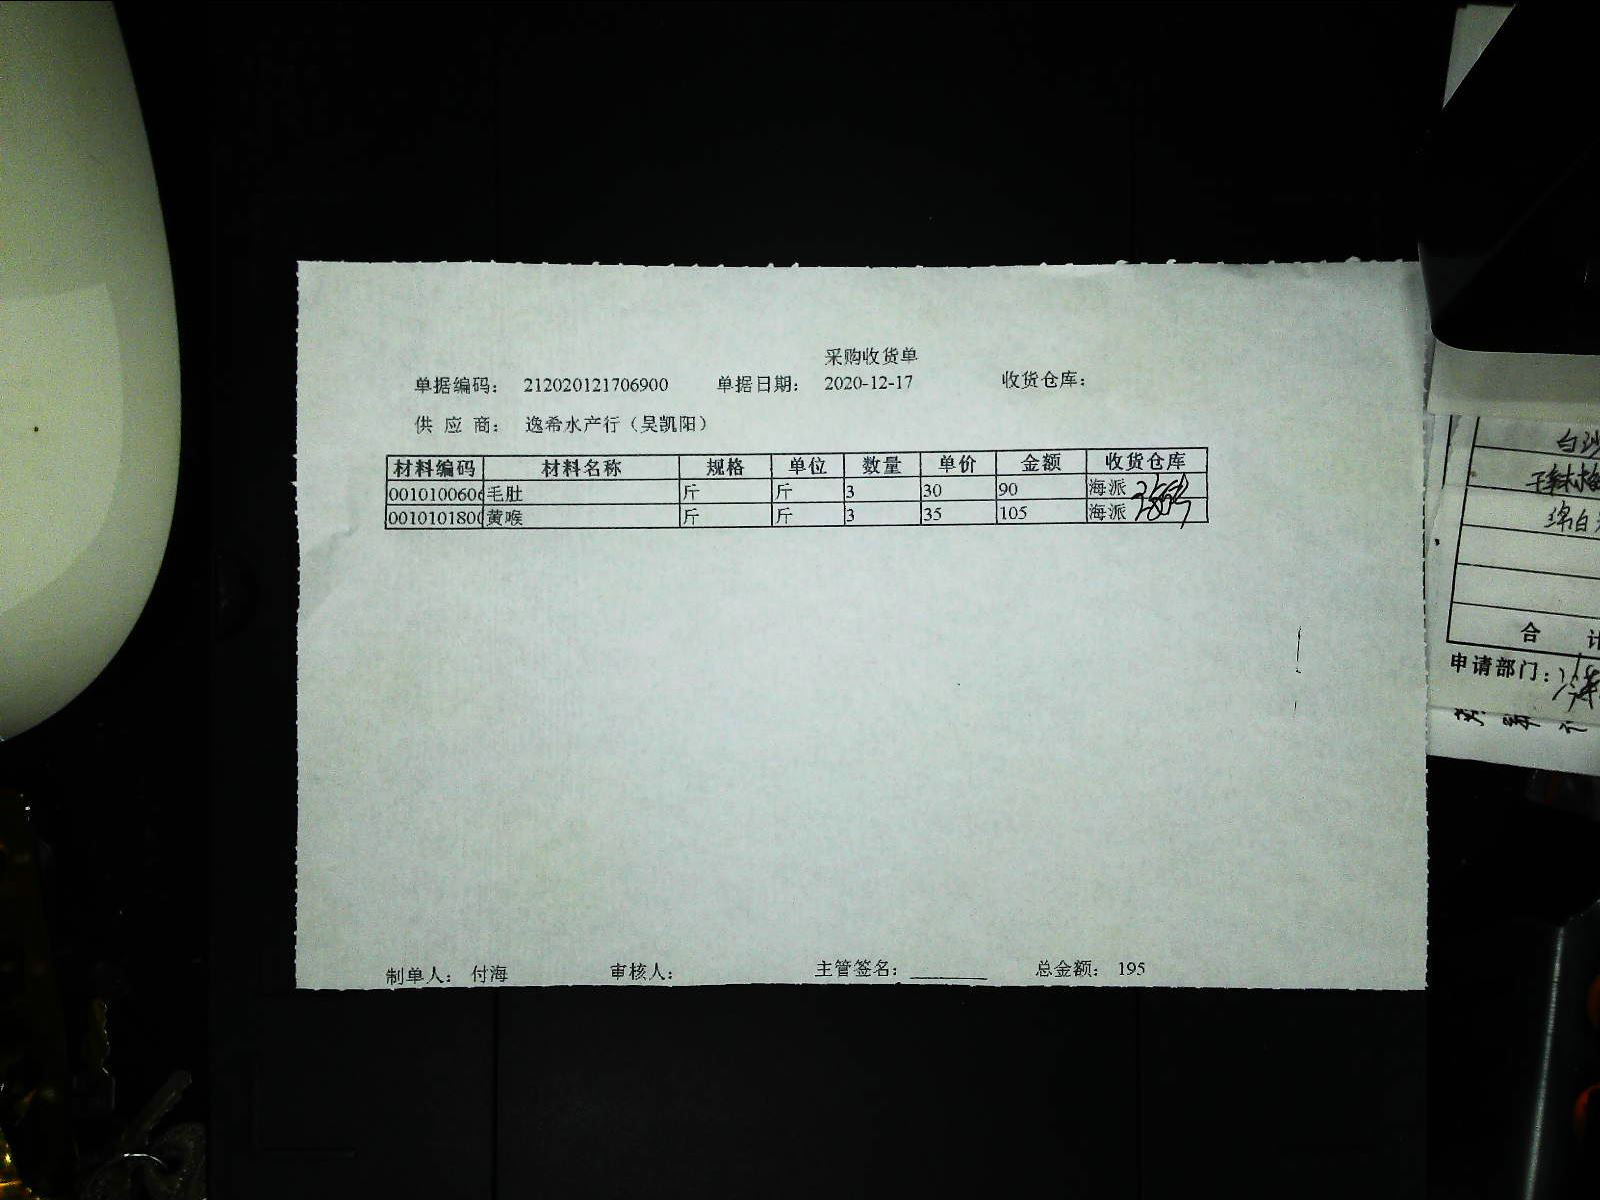 采购收货单
单据编码： 212020121706900 单据日期： 2020-12-17 收货仓库：
供 应 商： 逸希水产行（吴凯阳）
材料编码 材料名称 规格 单位 数量 单价 金额 收货仓库
0010100606 毛肚 斤 斤 3 30 90 海派
0010101800 黄喉 斤 斤 3 35 105 海派
制单人： 付海 审核人： 主管签名： 总金额： 195
白沙
绵白
合 计
申请部门：